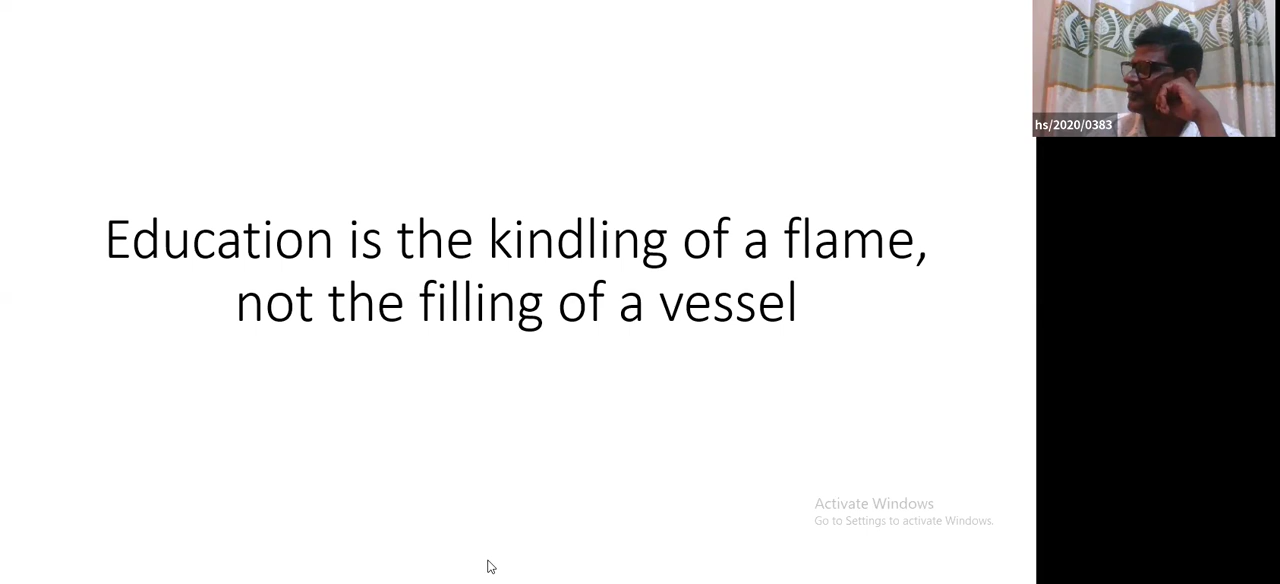 hs/2020/0383
Education is the kindling of a flame,
not the filling of a vessel
Activate Windows
Go to Settings to activate Windows.